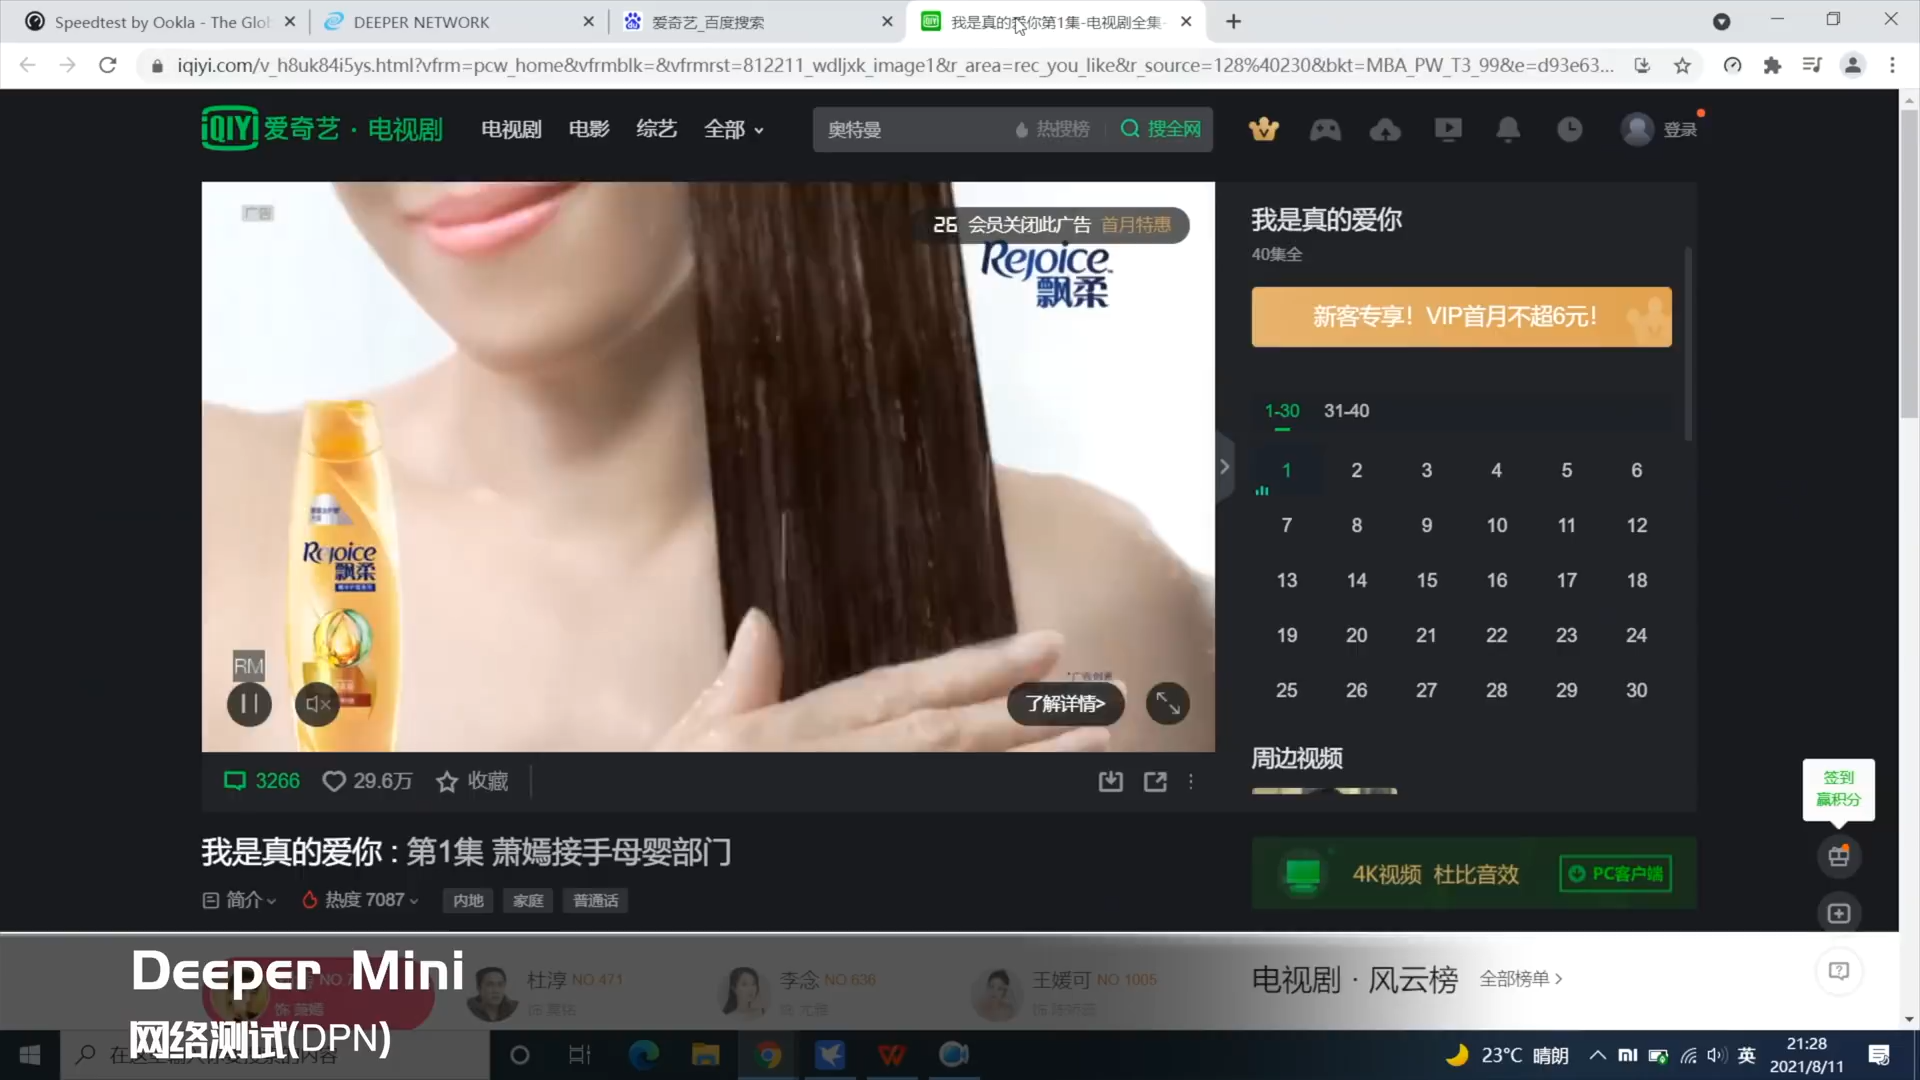 Speedtest by Ookla - The Glo
DEEPER NETWORK
爱奇艺_百度搜索
我是真的爱你第1集-电视剧全集-
iqiyi.com/v_h8uk84i5ys.html?vfrm=pcw_home&vfrmblk=&vfrmrst=812211_wdljxk_image1&r_area=rec_you_like&r_source=128%40230&bkt=MBA_PW_T3_99&e=d93e63...
iQIYI 爱奇艺 · 电视剧
电视剧 电影 综艺 全部
奥特曼 热搜榜 搜全网
登录
广告
26 会员关闭此广告 首月特惠
Rejoice
飘柔
Rejoice
飘柔
RM
了解详情>
我是真的爱你
40集全
新客专享！VIP首月不超6元！
1-30 31-40
1 2 3 4 5 6
7 8 9 10 11 12
13 14 15 16 17 18
19 20 21 22 23 24
25 26 27 28 29 30
周边视频
3266 29.6万 收藏
签到
赢积分
我是真的爱你 : 第1集 萧嫣接手母婴部门
简介 热度 7087 内地 家庭 普通话
4K视频 杜比音效 PC客户端
Deeper Mini
网络测试(DPN)
杜淳 NO 471
李念 NO 636
王媛可 NO 1005
电视剧 · 风云榜 全部榜单 >
23°C 晴朗
英
21:28
2021/8/11